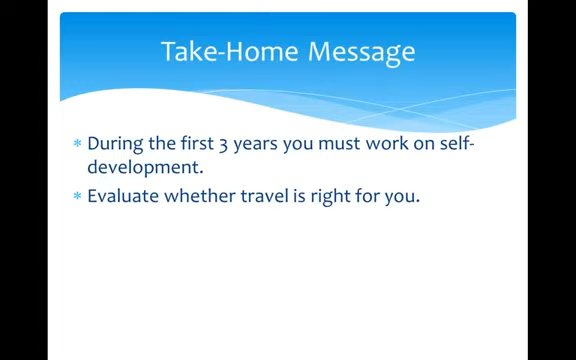 Take-Home Message
* During the first 3 years you must work on self-
development.
* Evaluate whether travel is right for you.